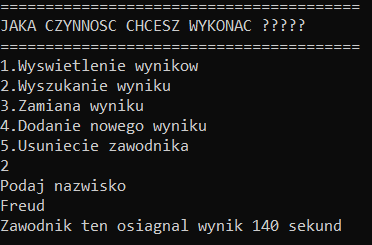 ========================================
JAKA CZYNNOSC CHCESZ WYKONAC ?????
========================================
1.Wyswietlenie wynikow
2.Wyszukanie wyniku
3.Zamiana wyniku
4.Dodanie nowego wyniku
5.Usuniecie zawodnika
2
Podaj nazwisko
Freud
Zawodnik ten osiagnal wynik 140 sekund